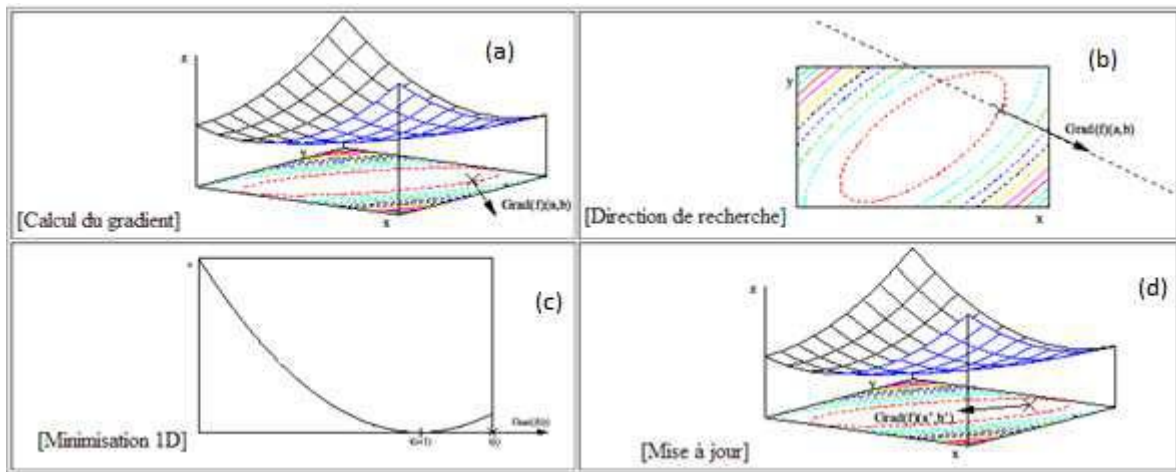 (a)
z
y
Grad(f)(a,b)
x
[Calcul du gradient]
(b)
y
Grad(f)(a,b)
x
[Direction de recherche]
(c)
[Minimisation 1D]
(d)
z
y
Grad(f)(a',b')
x
[Mise à jour]